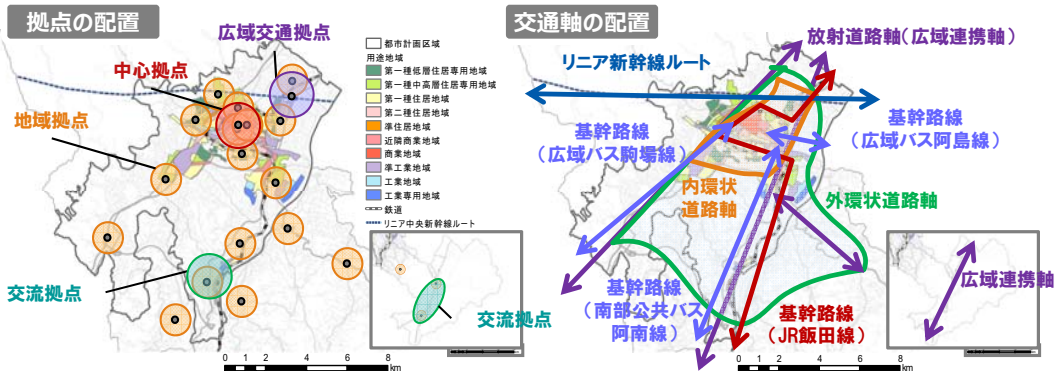 拠点の配置
広域交通拠点
中心拠点
地域拠点
交流拠点
都市計画区域
用途地域
第一種低層住居専用地域
第一種中高層住居専用地域
第一種住居地域
第二種住居地域
準住居地域
近隣商業地域
商業地域
準工業地域
工業地域
工業専用地域
鉄道
リニア中央新幹線ルート
交流拠点
0 1 2 4 6 8
km
交通軸の配置
放射道路軸(広域連携軸)
リニア新幹線ルート
基幹路線
(広域バス駒場線)
基幹路線
(広域バス阿島線)
内環状
道路軸
外環状道路軸
基幹路線
(南部公共バス
阿南線)
基幹路線
(JR飯田線)
広域連携軸
0 1 2 4 6 8
km